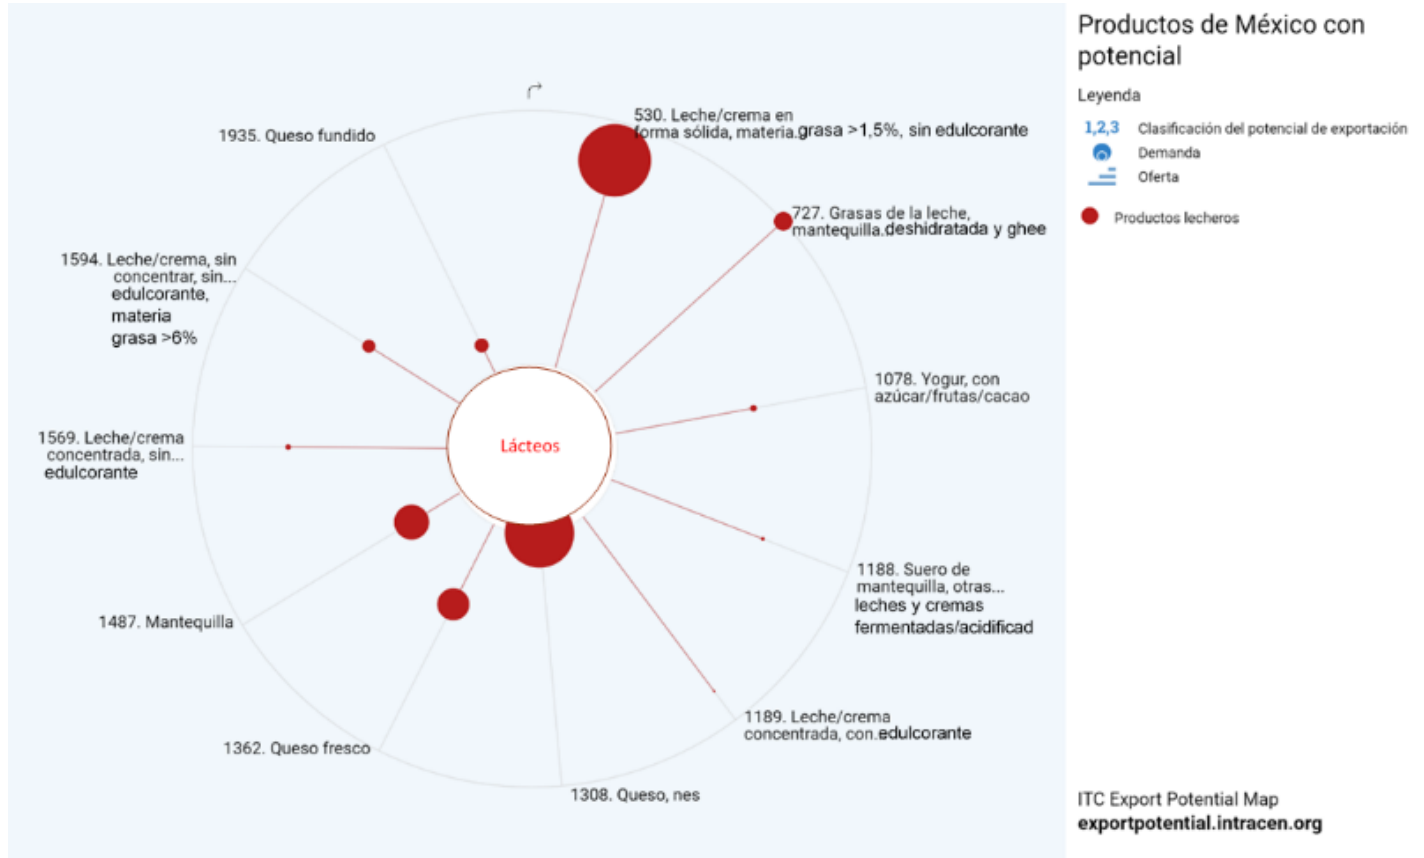 Productos de México con
potencial
Leyenda
1,2,3 Clasificación del potencial de exportación
Demanda
Oferta
Productos lecheros
530. Leche/crema en
forma sólida, materia.grasa >1,5%, sin edulcorante
727. Grasas de la leche,
mantequilla..deshidratada y ghee
1078. Yogur, con
azúcar/frutas/cacao
1188. Suero de
mantequilla, otras...
leches y cremas
fermentadas/acidificad
1189. Leche/crema
concentrada, con.edulcorante
1308. Queso, nes
1362. Queso fresco
1487. Mantequilla
1569. Leche/crema
concentrada, sin...
edulcorante
1594. Leche/crema, sin
concentrar, sin...
edulcorante,
materia
grasa >6%
1935. Queso fundido
Lácteos
ITC Export Potential Map
exportpotential.intracen.org